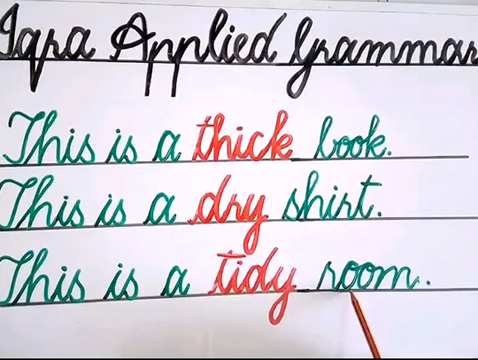 Iqra Applied Grammar
This is a thick book.
This is a dry shirt.
This is a tidy room.